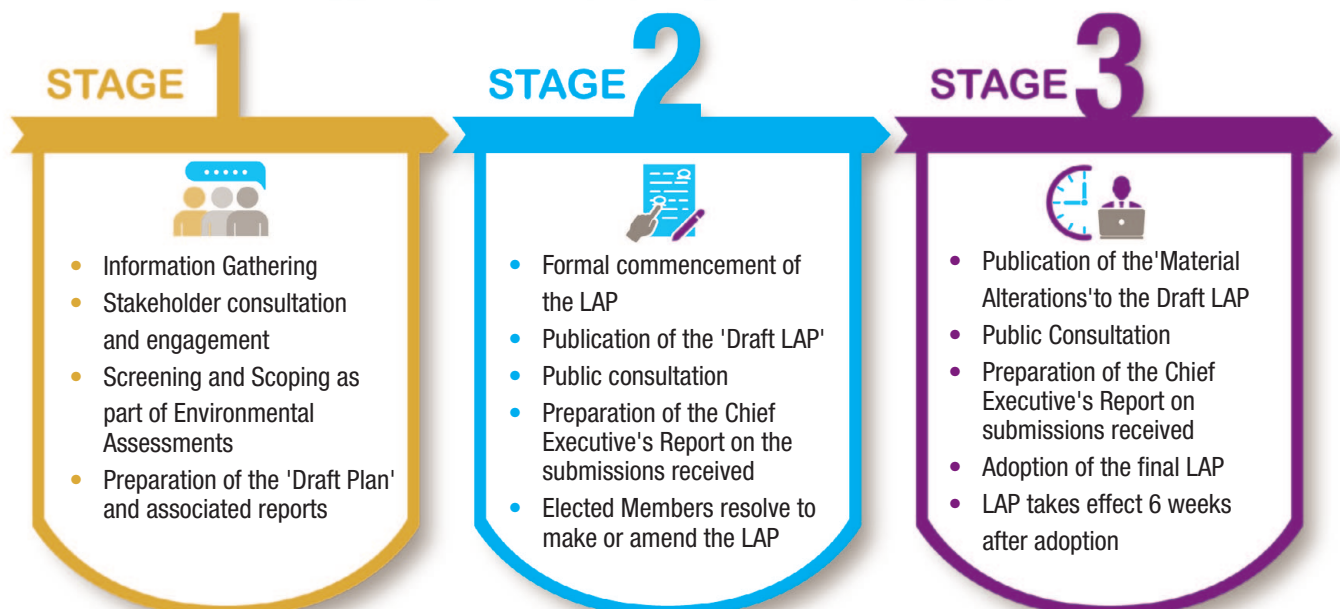 STAGE 1
• Information Gathering
• Stakeholder consultation
and engagement
• Screening and Scoping as
part of Environmental
Assessments
• Preparation of the 'Draft Plan'
and associated reports
STAGE 2
• Formal commencement of
the LAP
• Publication of the 'Draft LAP'
• Public consultation
• Preparation of the Chief
Executive's Report on the
submissions received
• Elected Members resolve to
make or amend the LAP
STAGE 3
• Publication of the'Material
Alterations'to the Draft LAP
• Public Consultation
• Preparation of the Chief
Executive's Report on
submissions received
• Adoption of the final LAP
• LAP takes effect 6 weeks
after adoption